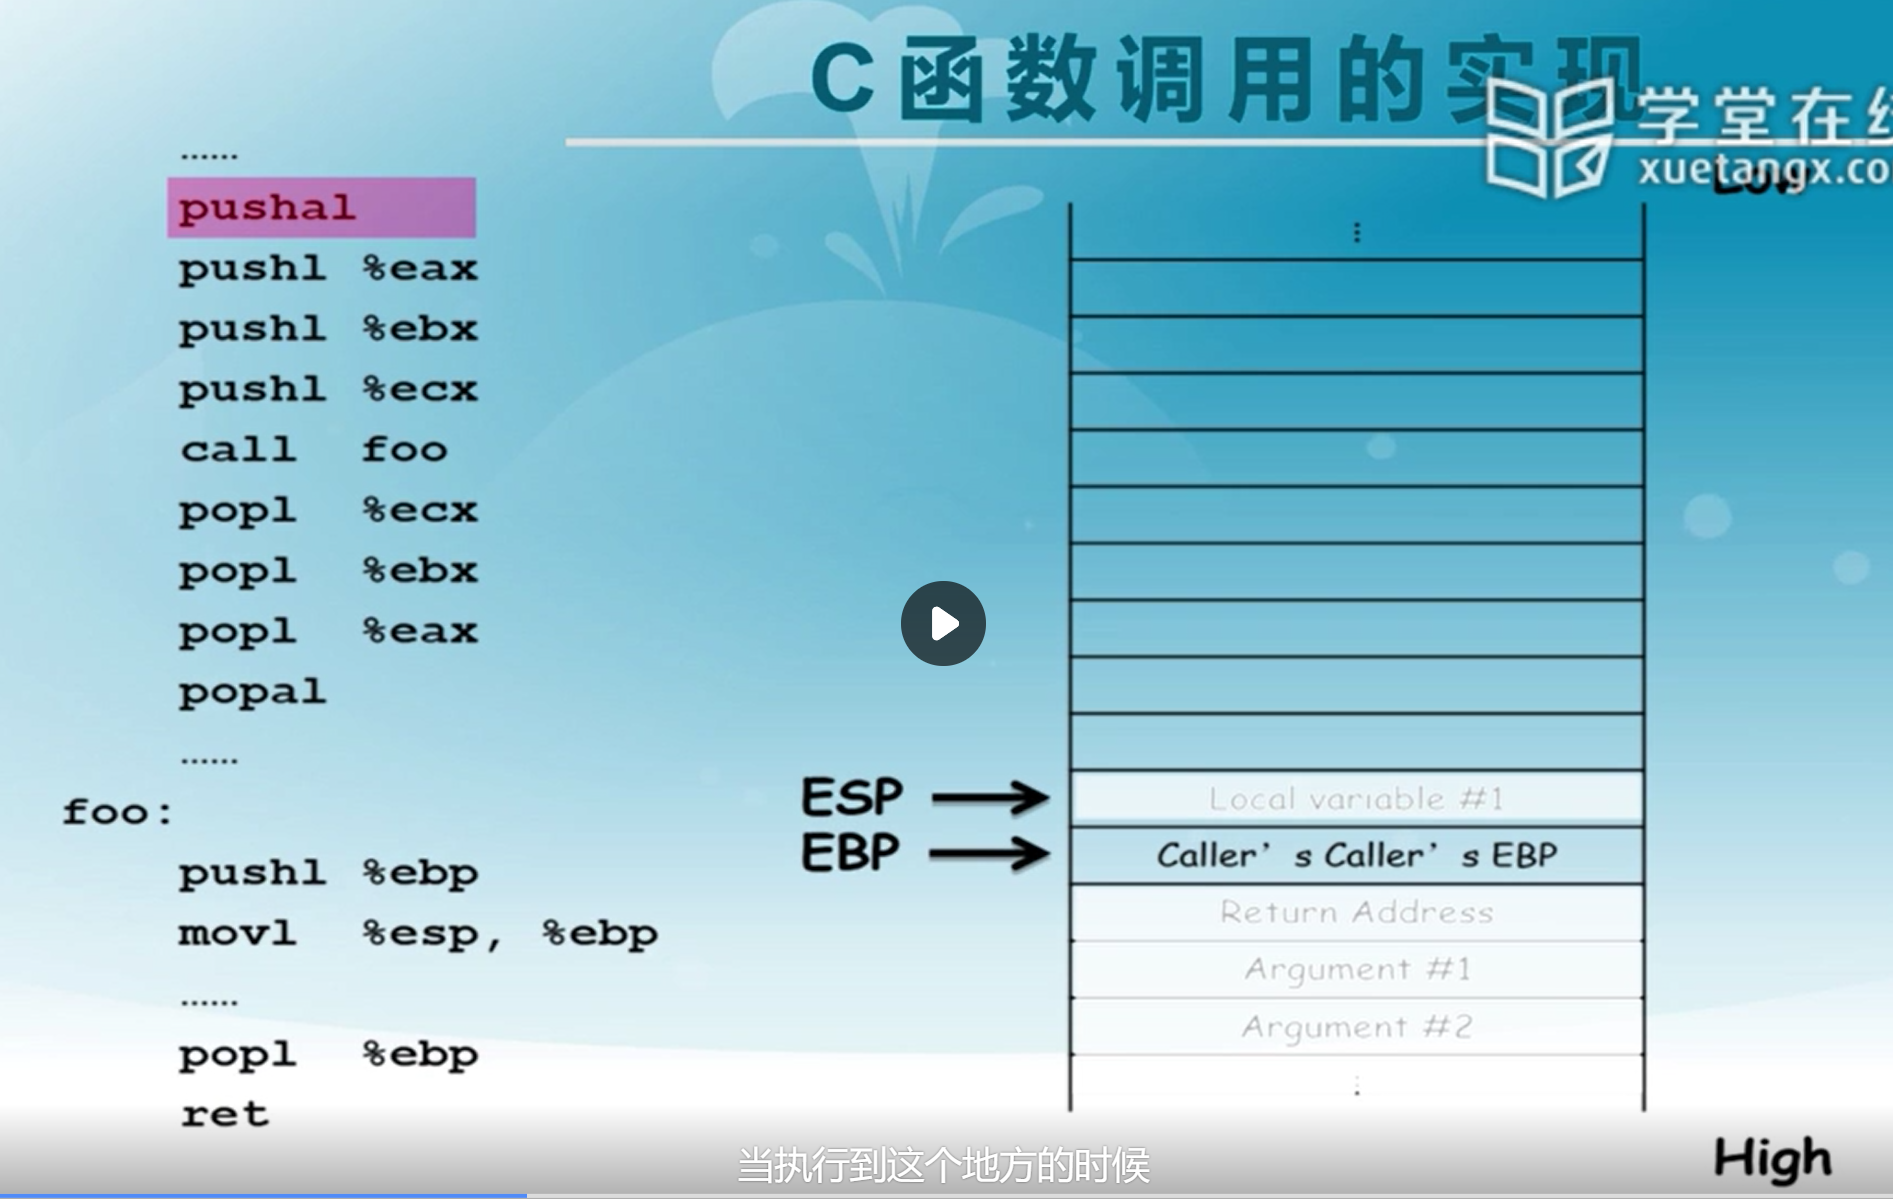 C函数调用的实现
学堂在线
xuetangx.co
......
pushal
pushl %eax
pushl %ebx
pushl %ecx
call foo
popl %ecx
popl %ebx
popl %eax
popal
......
foo:
pushl %ebp
movl %esp, %ebp
......
popl %ebp
ret
Low
⋮
ESP
Local variable #1
EBP
Caller’s Caller’s EBP
Return Address
Argument #1
Argument #2
High
当执行到这个地方的时候